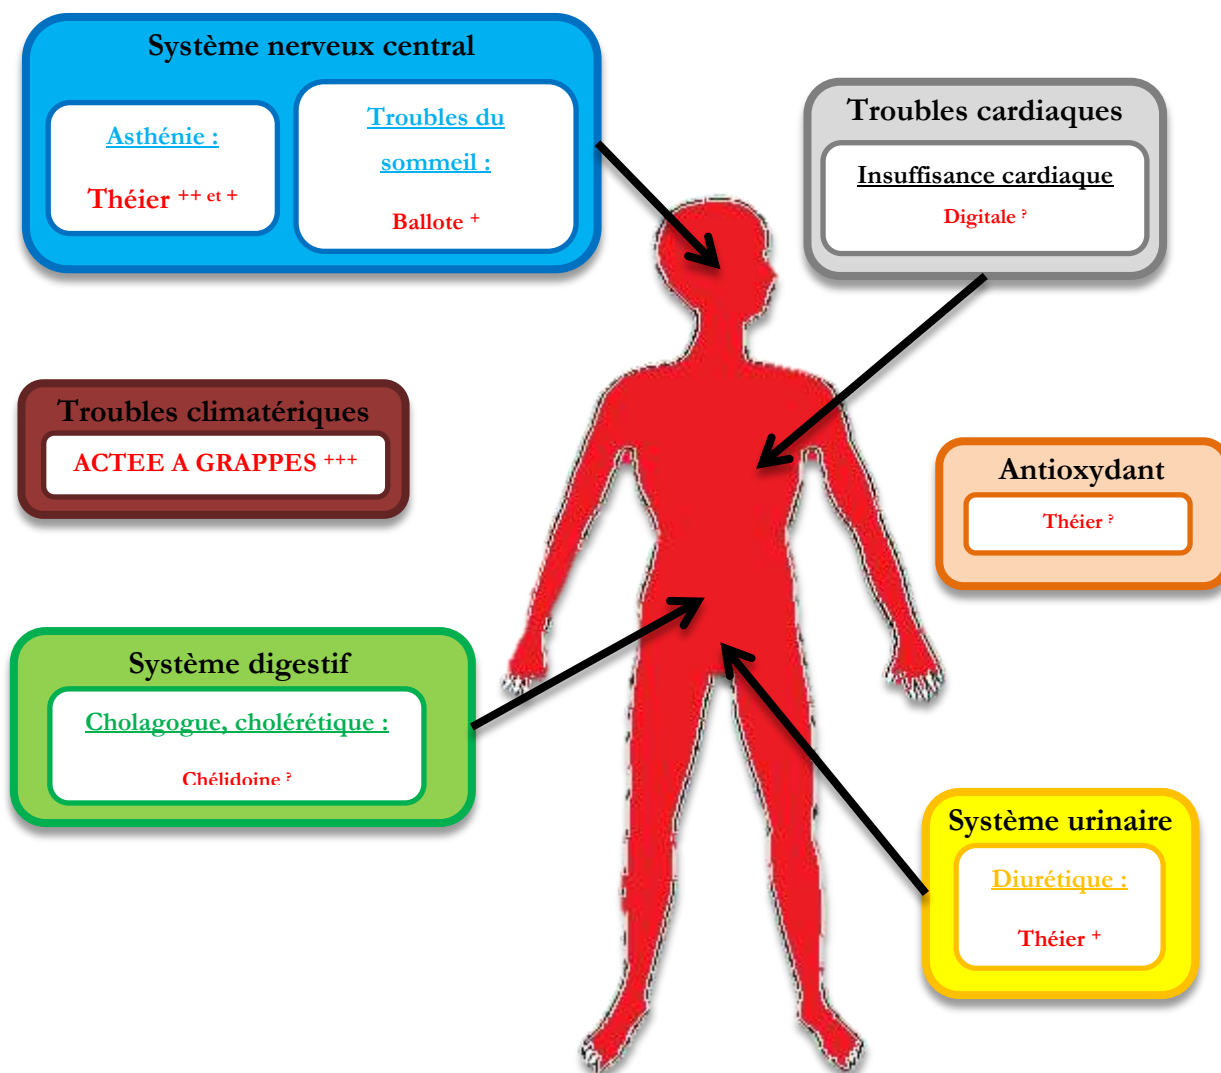 Système nerveux central
Asthénie :
Théier ++ et +
Troubles du
sommeil :
Ballote +
Troubles cardiaques
Insuffisance cardiaque
Digitale ?
Troubles climatériques
ACTEE A GRAPPES +++
Antioxydant
Théier ?
Système digestif
Cholagogue, cholérétique :
Chélidoine ?
Système urinaire
Diurétique :
Théier +